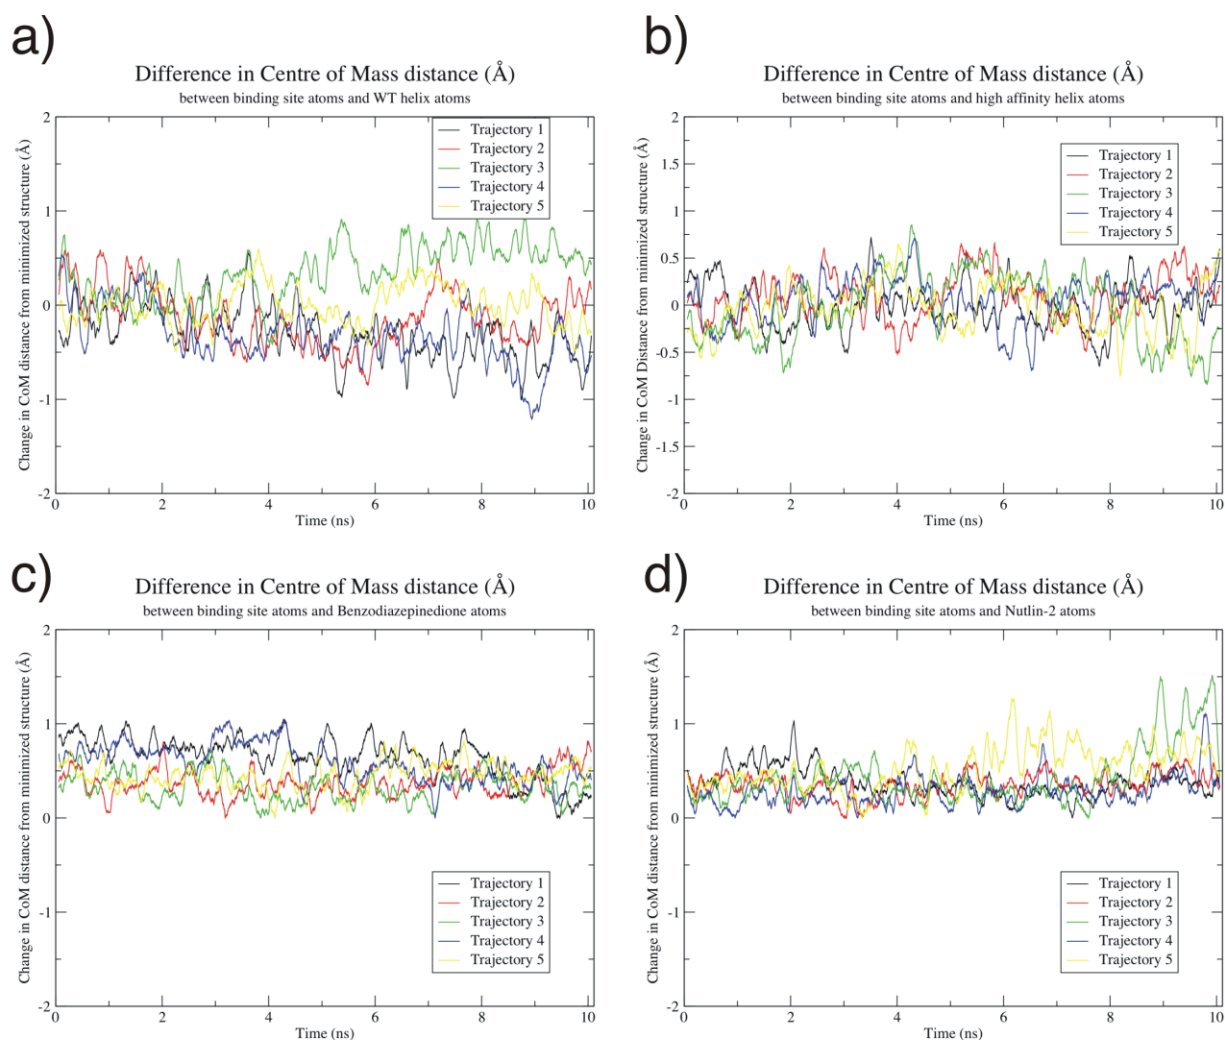 a)
Difference in Centre of Mass distance (Å)
between binding site atoms and WT helix atoms
Change in CoM distance from minimized structure (Å)
2
1
0
-1
-2
0 2 4 6 8 10
Time (ns)
Trajectory 1
Trajectory 2
Trajectory 3
Trajectory 4
Trajectory 5
b)
Difference in Centre of Mass distance (Å)
between binding site atoms and high affinity helix atoms
Change in CoM Distance from minimized structure (Å)
2
1.5
1
0.5
0
-0.5
-1
-1.5
-2
0 2 4 6 8 10
Time (ns)
Trajectory 1
Trajectory 2
Trajectory 3
Trajectory 4
Trajectory 5
c)
Difference in Centre of Mass distance (Å)
between binding site atoms and Benzodiazepinedione atoms
Change in CoM distance from minimized structure (Å)
2
1
0
-1
-2
0 2 4 6 8 10
Time (ns)
Trajectory 1
Trajectory 2
Trajectory 3
Trajectory 4
Trajectory 5
d)
Difference in Centre of Mass distance (Å)
between binding site atoms and Nutlin-2 atoms
Change in CoM distance from minimized structure (Å)
2
1
0
-1
-2
0 2 4 6 8 10
Time (ns)
Trajectory 1
Trajectory 2
Trajectory 3
Trajectory 4
Trajectory 5